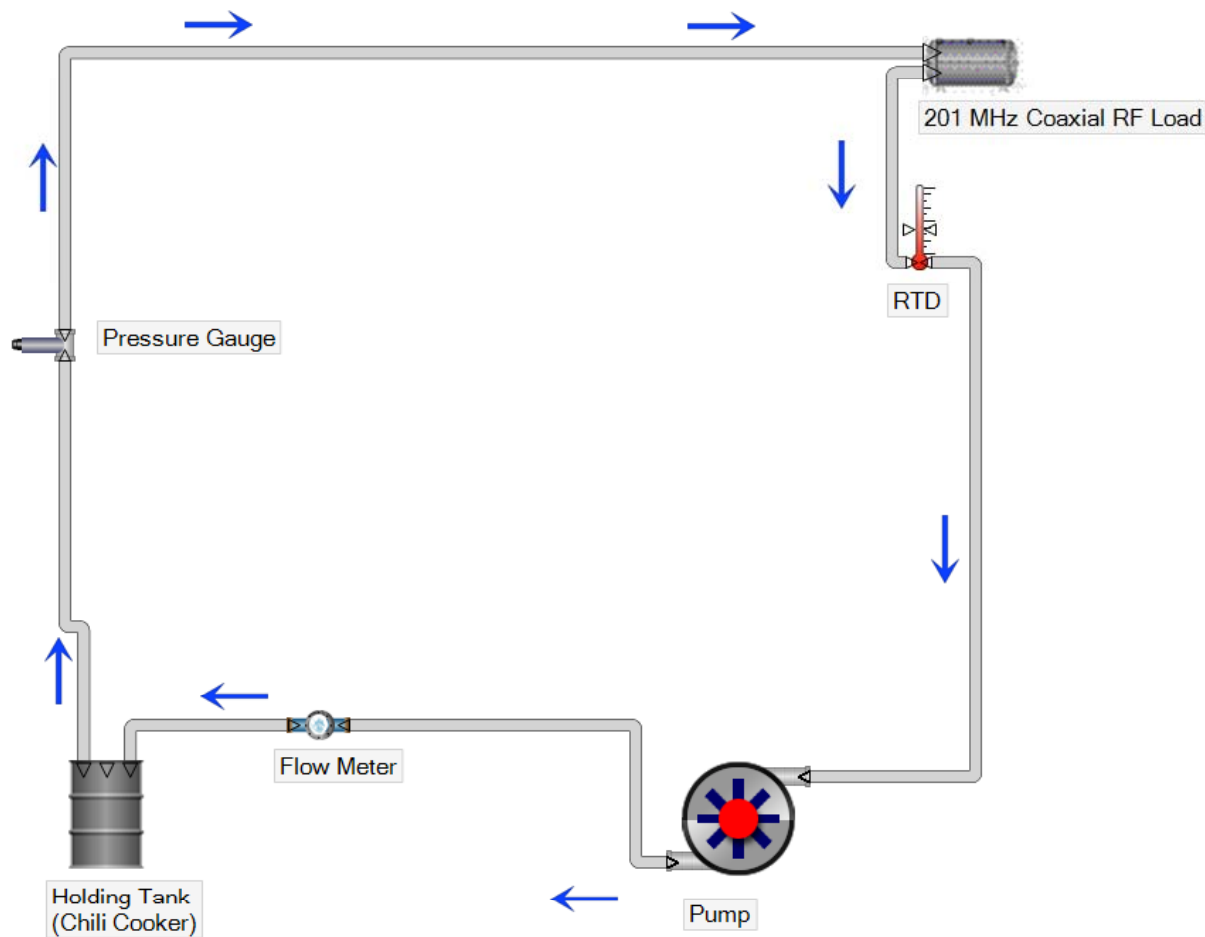 201 MHz Coaxial RF Load
RTD
Pressure Gauge
Flow Meter
Holding Tank
(Chili Cooker)
Pump